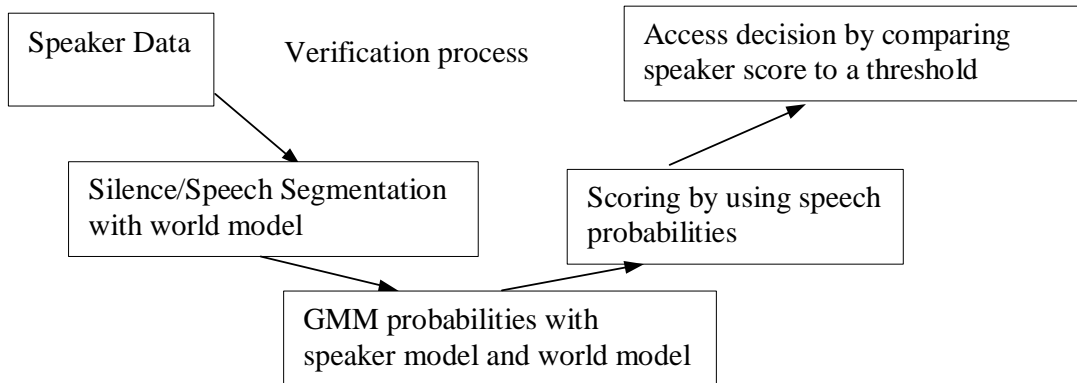 Speaker Data
Verification process
Access decision by comparing
speaker score to a threshold
Silence/Speech Segmentation
with world model
Scoring by using speech
probabilities
GMM probabilities with
speaker model and world model